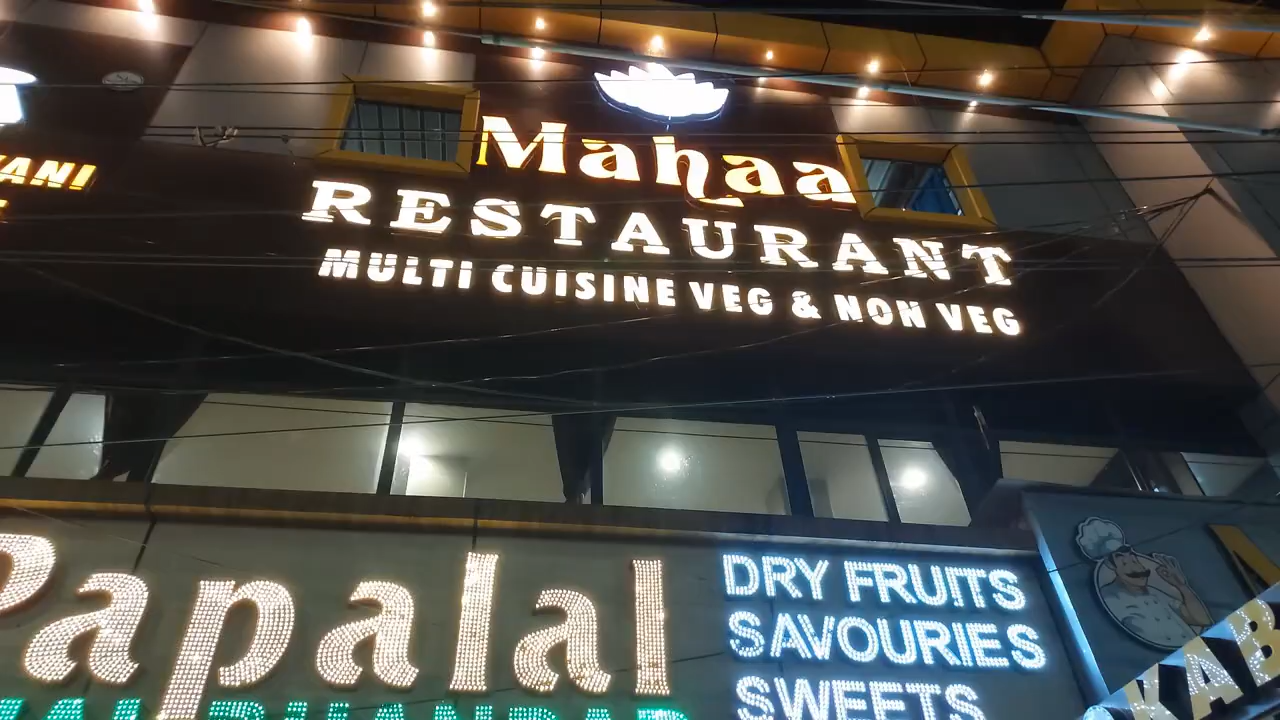 Mahaa
RESTAURANT
MULTI CUISINE VEG & NON VEG
Papalal
DRY FRUITS
SAVOURIES
SWEETS